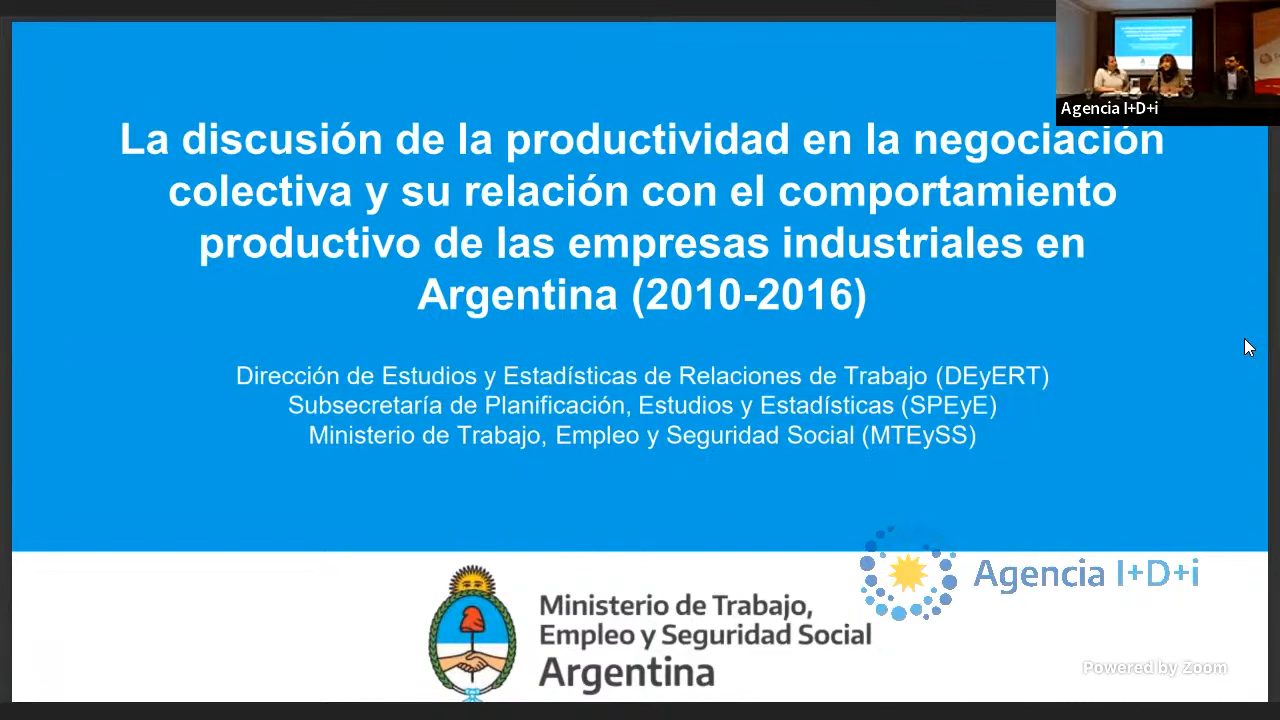 Agencia I+D+i
La discusión de la productividad en la negociación
colectiva y su relación con el comportamiento
productivo de las empresas industriales en
Argentina (2010-2016)
Dirección de Estudios y Estadísticas de Relaciones de Trabajo (DEyERT)
Subsecretaría de Planificación, Estudios y Estadísticas (SPEyE)
Ministerio de Trabajo, Empleo y Seguridad Social (MTEySS)
Agencia I+D+i
Ministerio de Trabajo,
Empleo y Seguridad Social
Argentina
Powered by Zoom